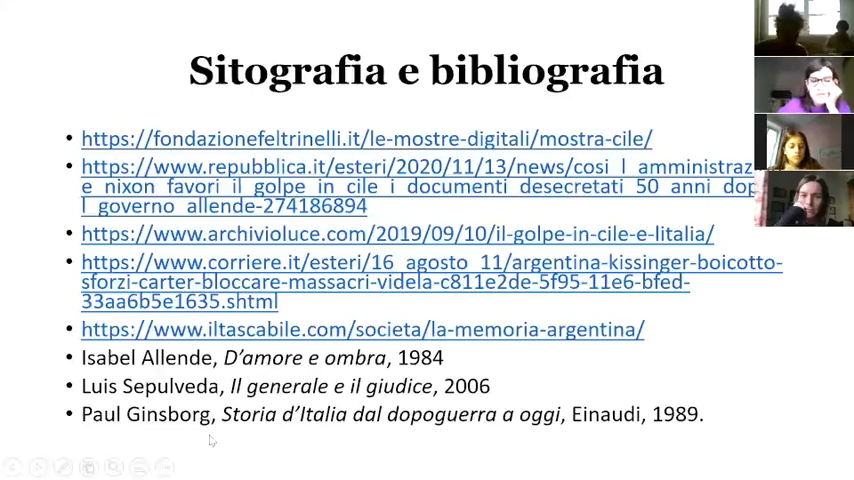 Sitografia e bibliografia
• https://fondazionefeltrinelli.it/le-mostre-digitali/mostra-cile/
• https://www.repubblica.it/esteri/2020/11/13/news/cosi_l_amministraz
e_nixon_favori_il_golpe_in_cile_i_documenti_desecretati_50_anni_dop
l_governo_allende-274186894
• https://www.archivioluce.com/2019/09/10/il-golpe-in-cile-e-litalia/
• https://www.corriere.it/esteri/16_agosto_11/argentina-kissinger-boicotto-
sforzi-carter-bloccare-massacri-videla-c811e2de-5f95-11e6-bfed-
33aa6b5e1635.shtml
• https://www.iltascabile.com/societa/la-memoria-argentina/
• Isabel Allende, D’amore e ombra, 1984
• Luis Sepulveda, Il generale e il giudice, 2006
• Paul Ginsborg, Storia d’Italia dal dopoguerra a oggi, Einaudi, 1989.